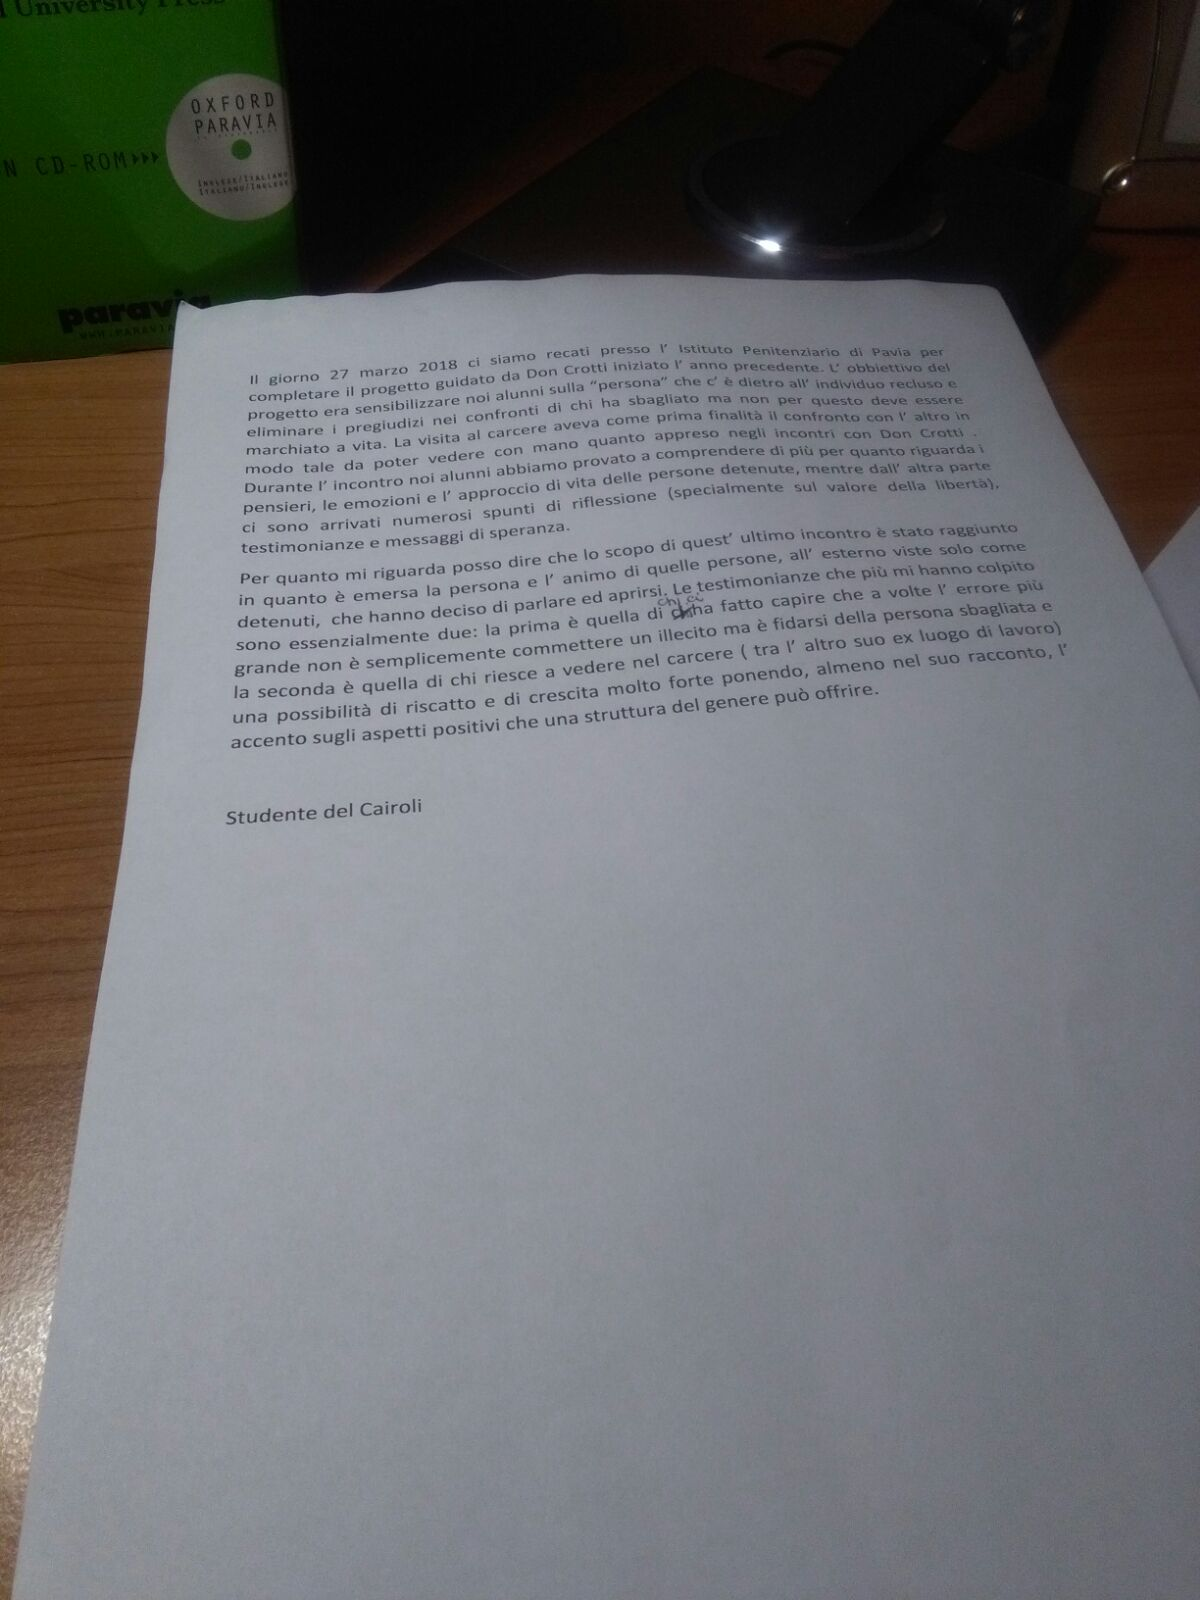 University Press
OXFORD
PARAVIA
N CD-ROM
INGLESE/ITALIANO
ITALIANO/INGLESE
paravia
WWW.PARAVIA
Il giorno 27 marzo 2018 ci siamo recati presso l' Istituto Penitenziario di Pavia per
completare il progetto guidato da Don Crotti iniziato l' anno precedente. L' obbiettivo del
progetto era sensibilizzare noi alunni sulla “persona” che c' è dietro all' individuo recluso e
eliminare i pregiudizi nei confronti di chi ha sbagliato ma non per questo deve essere
marchiato a vita. La visita al carcere aveva come prima finalità il confronto con l' altro in
modo tale da poter vedere con mano quanto appreso negli incontri con Don Crotti .
Durante l' incontro noi alunni abbiamo provato a comprendere di più per quanto riguarda i
pensieri, le emozioni e l' approccio di vita delle persone detenute, mentre dall' altra parte
ci sono arrivati numerosi spunti di riflessione (specialmente sul valore della libertà),
testimonianze e messaggi di speranza.
Per quanto mi riguarda posso dire che lo scopo di quest' ultimo incontro è stato raggiunto
in quanto è emersa la persona e l' animo di quelle persone, all' esterno viste solo come
detenuti, che hanno deciso di parlare ed aprirsi. Le testimonianze che più mi hanno colpito
sono essenzialmente due: la prima è quella di chi ci ha fatto capire che a volte l' errore più
grande non è semplicemente commettere un illecito ma è fidarsi della persona sbagliata e
la seconda è quella di chi riesce a vedere nel carcere ( tra l' altro suo ex luogo di lavoro)
una possibilità di riscatto e di crescita molto forte ponendo, almeno nel suo racconto, l'
accento sugli aspetti positivi che una struttura del genere può offrire.
Studente del Cairoli